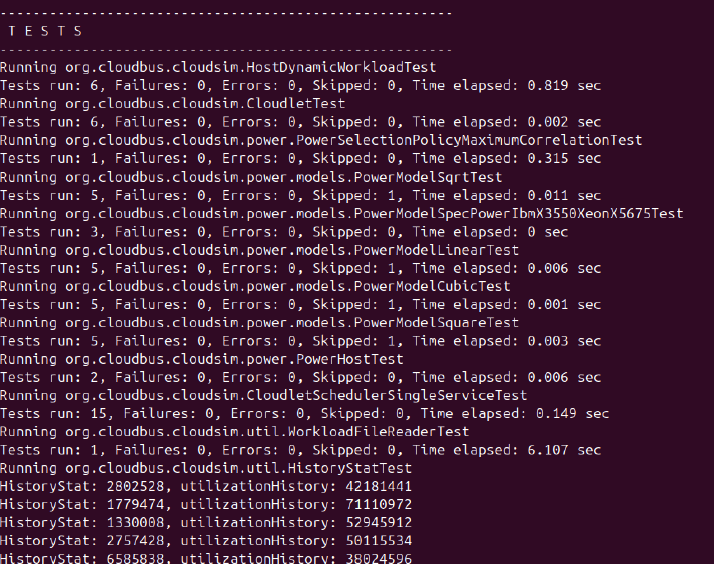 -------------------------------------------------------
 T E S T S
-------------------------------------------------------
Running org.cloudbus.cloudsim.HostDynamicWorkloadTest
Tests run: 6, Failures: 0, Errors: 0, Skipped: 0, Time elapsed: 0.819 sec
Running org.cloudbus.cloudsim.CloudletTest
Tests run: 6, Failures: 0, Errors: 0, Skipped: 0, Time elapsed: 0.002 sec
Running org.cloudbus.cloudsim.power.PowerSelectionPolicyMaximumCorrelationTest
Tests run: 1, Failures: 0, Errors: 0, Skipped: 0, Time elapsed: 0.315 sec
Running org.cloudbus.cloudsim.power.models.PowerModelSqrtTest
Tests run: 5, Failures: 0, Errors: 0, Skipped: 1, Time elapsed: 0.011 sec
Running org.cloudbus.cloudsim.power.models.PowerModelSpecPowerIbmX3550XeonX5675Test
Tests run: 3, Failures: 0, Errors: 0, Skipped: 0, Time elapsed: 0 sec
Running org.cloudbus.cloudsim.power.models.PowerModelLinearTest
Tests run: 5, Failures: 0, Errors: 0, Skipped: 1, Time elapsed: 0.006 sec
Running org.cloudbus.cloudsim.power.models.PowerModelCubicTest
Tests run: 5, Failures: 0, Errors: 0, Skipped: 1, Time elapsed: 0.001 sec
Running org.cloudbus.cloudsim.power.models.PowerModelSquareTest
Tests run: 5, Failures: 0, Errors: 0, Skipped: 1, Time elapsed: 0.003 sec
Running org.cloudbus.cloudsim.power.PowerHostTest
Tests run: 2, Failures: 0, Errors: 0, Skipped: 0, Time elapsed: 0.006 sec
Running org.cloudbus.cloudsim.CloudletSchedulerSingleServiceTest
Tests run: 15, Failures: 0, Errors: 0, Skipped: 0, Time elapsed: 0.149 sec
Running org.cloudbus.cloudsim.util.WorkloadFileReaderTest
Tests run: 1, Failures: 0, Errors: 0, Skipped: 0, Time elapsed: 6.107 sec
Running org.cloudbus.cloudsim.util.HistoryStatTest
HistoryStat: 2802528, utilizationHistory: 42181441
HistoryStat: 1779474, utilizationHistory: 71110972
HistoryStat: 1330008, utilizationHistory: 52945912
HistoryStat: 2757428, utilizationHistory: 50115534
HistoryStat: 6585838, utilizationHistory: 38024596